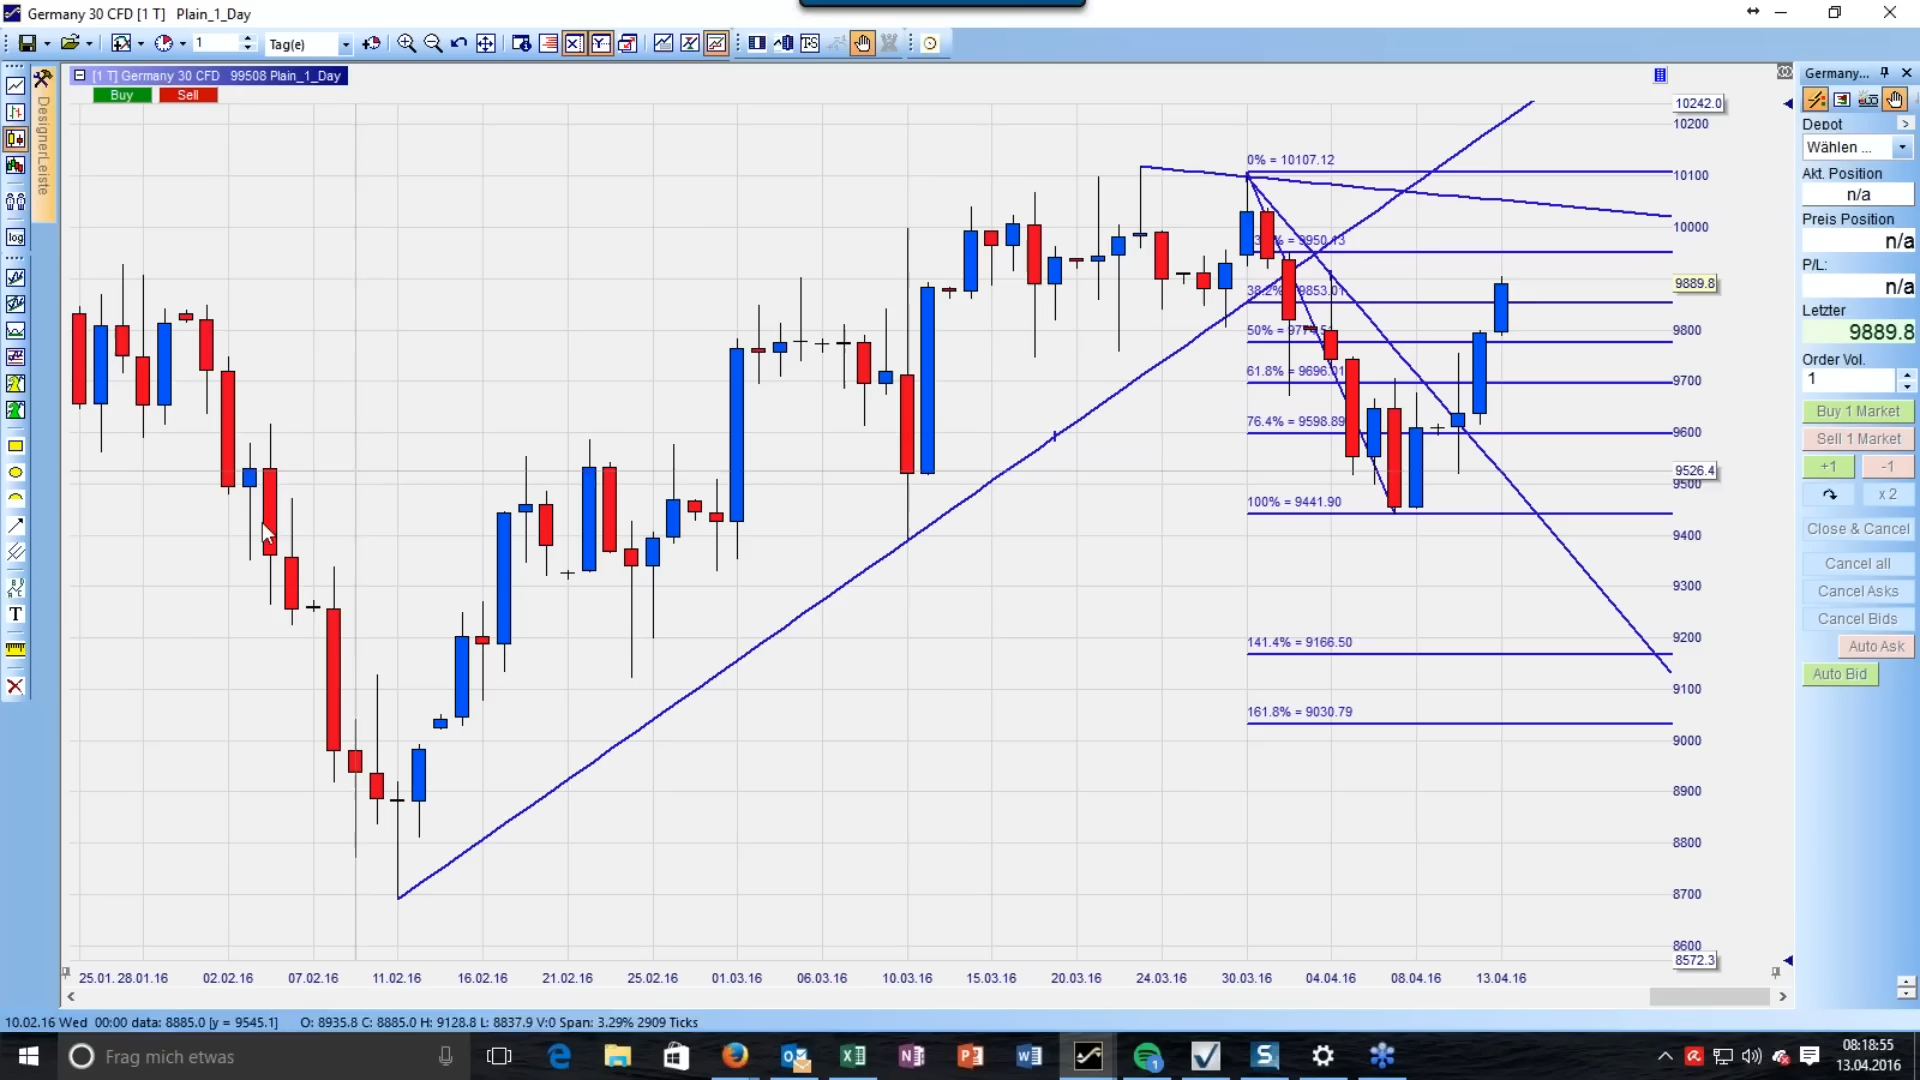 Germany 30 CFD [1 T]   Plain_1_Day
1
Tag(e)
T-S
[1 T] Germany 30 CFD   99508 Plain_1_Day
Buy
Sell
DesignerLeiste
log
T
10242.0
10200
10100
10000
9889.8
9800
9700
9600
9526.4
9500
9400
9300
9200
9100
9000
8900
8800
8700
8600
8572.3
0% = 10107.12
= 9950.13
38.2% = 9853.01
50% =
61.8% = 9696.01
76.4% = 9598.89
100% = 9441.90
141.4% = 9166.50
161.8% = 9030.79
25.01. 28.01.16
02.02.16
07.02.16
11.02.16
16.02.16
21.02.16
25.02.16
01.03.16
06.03.16
10.03.16
15.03.16
20.03.16
24.03.16
30.03.16
04.04.16
08.04.16
13.04.16
Germany...
Depot
Wählen ...
Akt. Position
n/a
Preis Position
n/a
P/L:
n/a
Letzter
9889.8
Order Vol.
1
Buy 1 Market
Sell 1 Market
+1
-1
x 2
Close & Cancel
Cancel all
Cancel Asks
Cancel Bids
Auto Ask
Auto Bid
10.02.16 Wed  00:00 data: 8885.0 [y = 9545.1]     O: 8935.8 C: 8885.0 H: 9128.8 L: 8837.9 V:0 Span: 3.29% 2909 Ticks
Frag mich etwas
08:18:55
13.04.2016